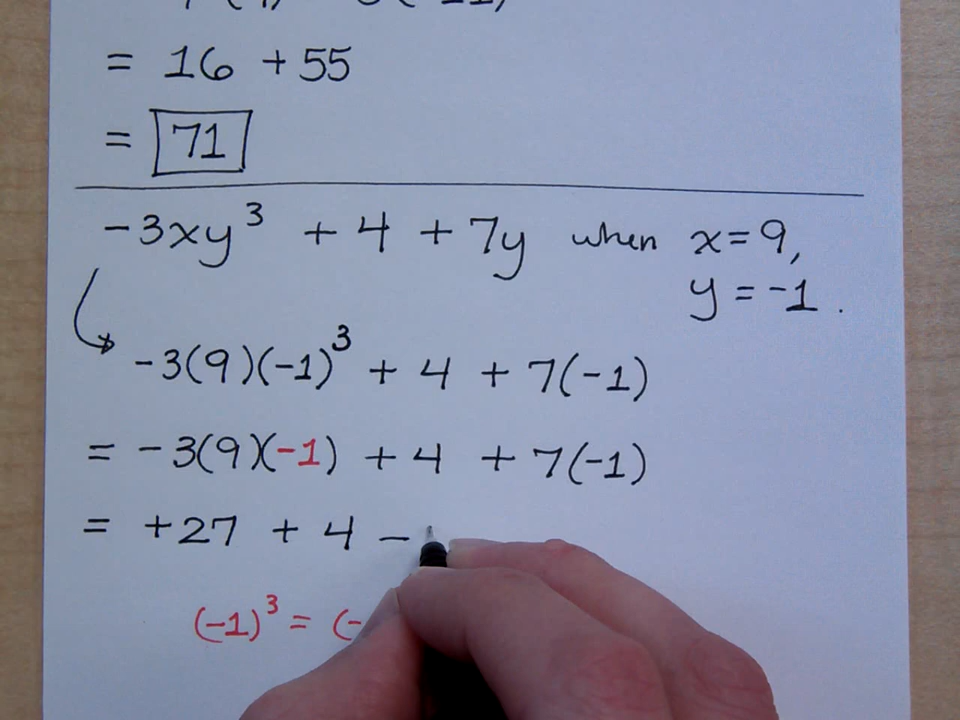 = 16 + 55
= 71
-3xy³ + 4 + 7y when x = 9,
y = -1.
-3(9)(-1)³ + 4 + 7(-1)
= -3(9)(-1) + 4 + 7(-1)
= +27 + 4 -
(-1)³ = (-